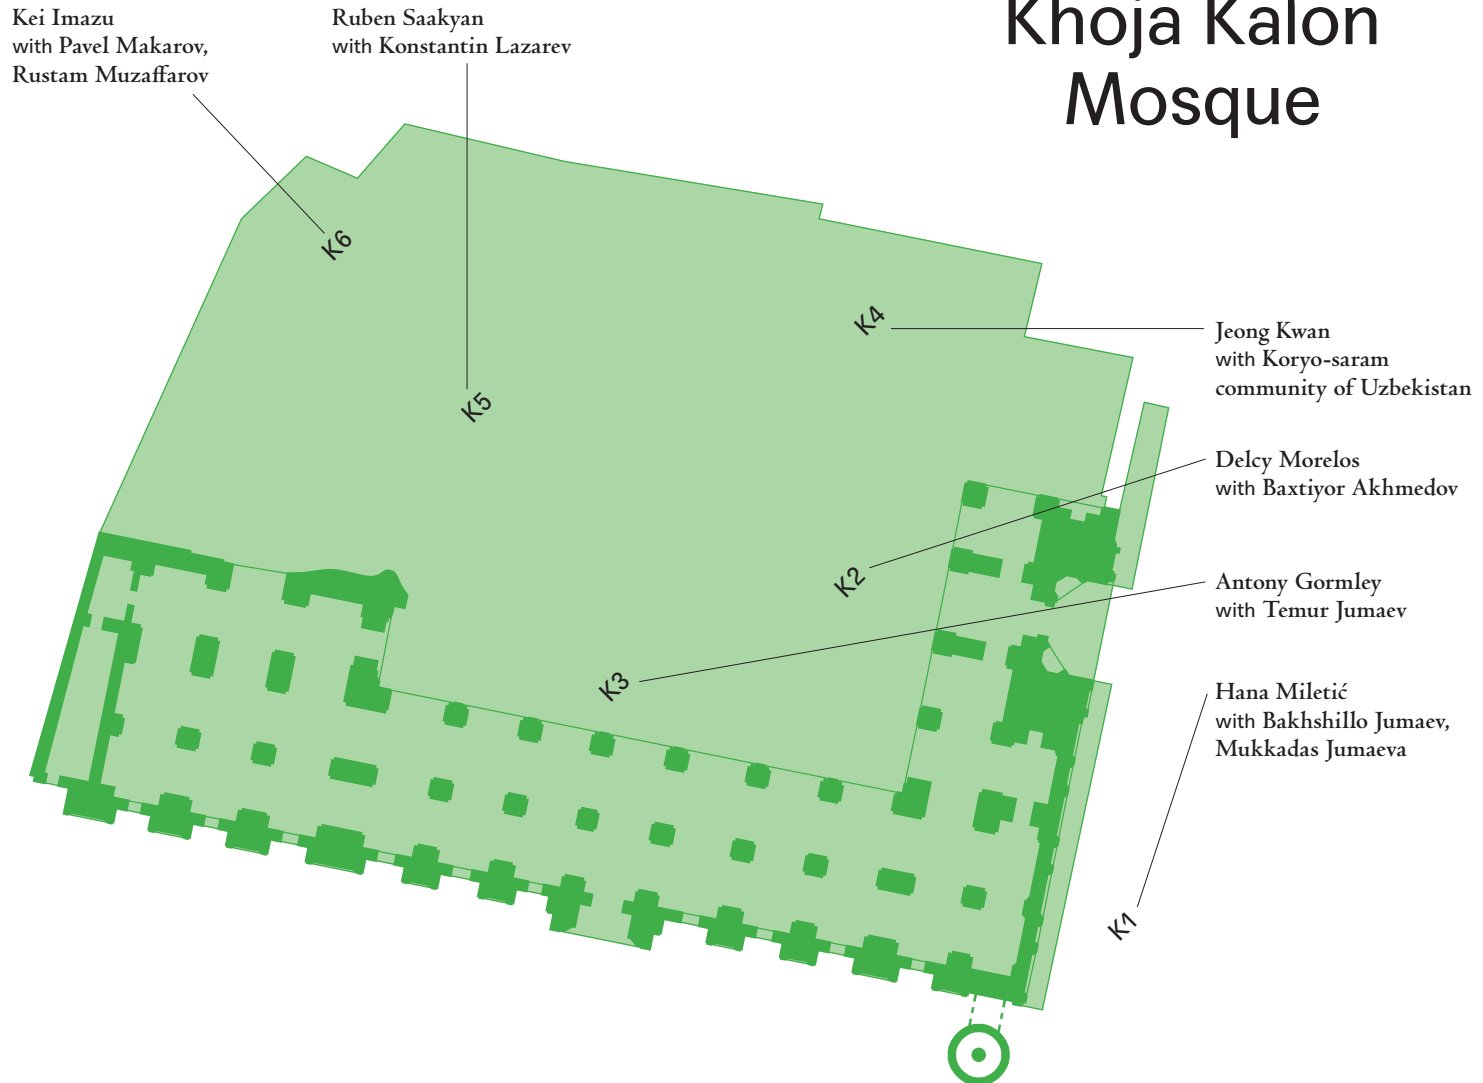 Khoja Kalon
Mosque
Kei Imazu
with Pavel Makarov,
Rustam Muzaffarov
Ruben Saakyan
with Konstantin Lazarev
K6
K5
K4
Jeong Kwan
with Koryo-saram
community of Uzbekistan
Delcy Morelos
with Baxtiyor Akhmedov
K2
Antony Gormley
with Temur Jumaev
K3
Hana Miletić
with Bakhshillo Jumaev,
Mukkadas Jumaeva
K1